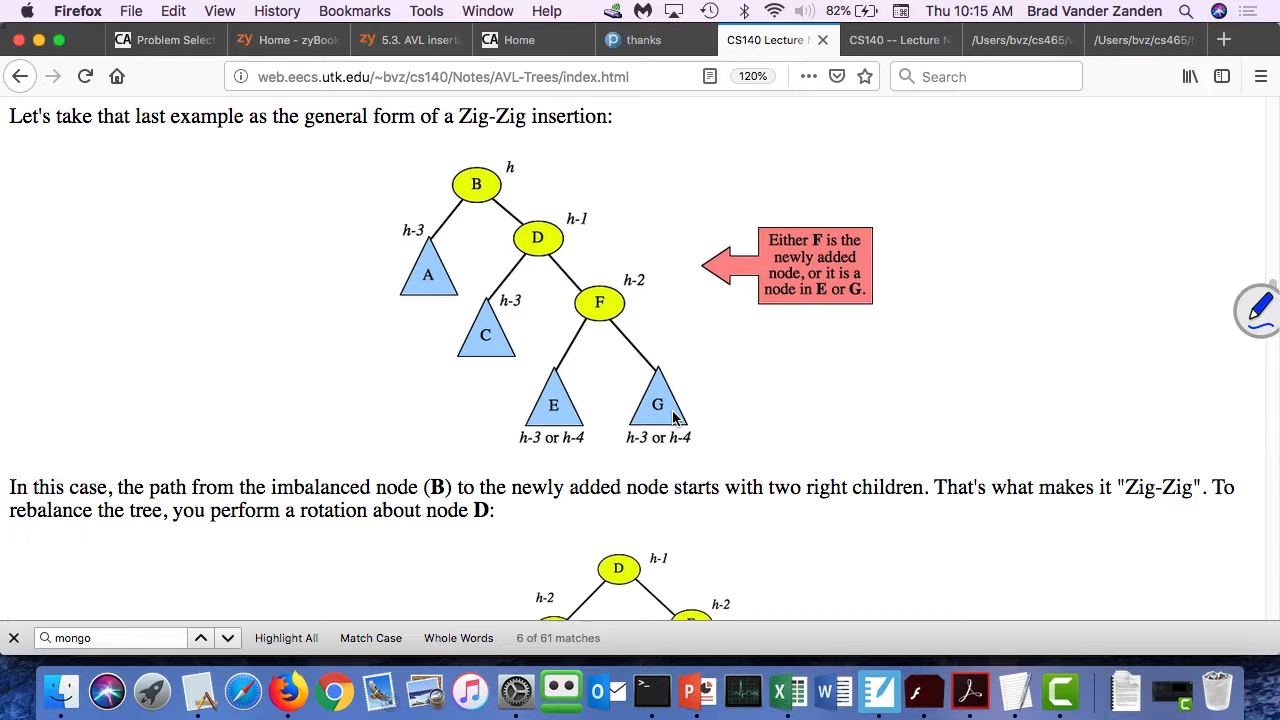 Firefox File Edit View History Bookmarks Tools Window Help 82% Thu 10:15 AM Brad Vander Zanden
CA Problem Selec zy Home - zyBook zy 5.3. AVL inserti CA Home thanks CS140 Lecture N CS140 -- Lecture N /Users/bvz/cs465/v /Users/bvz/cs465/h
web.eecs.utk.edu/~bvz/cs140/Notes/AVL-Trees/index.html 120% Search
Let's take that last example as the general form of a Zig-Zig insertion:
h
B
h-1
h-3
D
Either F is the
newly added
node, or it is a
node in E or G.
A
h-2
h-3
F
C
E
G
h-3 or h-4
h-3 or h-4
In this case, the path from the imbalanced node (B) to the newly added node starts with two right children. That's what makes it "Zig-Zig". To
rebalance the tree, you perform a rotation about node D:
h-1
D
h-2
h-2
mongo Highlight All Match Case Whole Words 6 of 61 matches